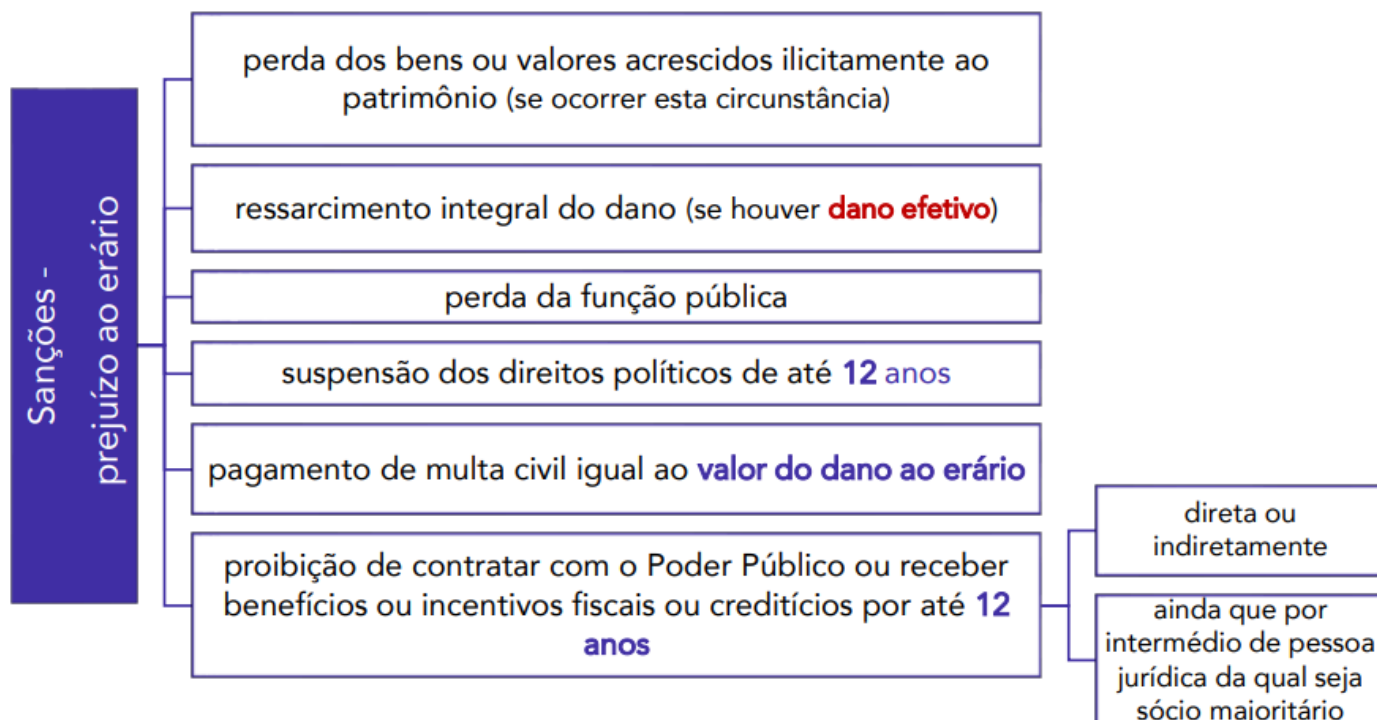 Sanções -
prejuízo ao erário
perda dos bens ou valores acrescidos ilicitamente ao
patrimônio (se ocorrer esta circunstância)
ressarcimento integral do dano (se houver dano efetivo)
perda da função pública
suspensão dos direitos políticos de até 12 anos
pagamento de multa civil igual ao valor do dano ao erário
proibição de contratar com o Poder Público ou receber
benefícios ou incentivos fiscais ou creditícios por até 12
anos
direta ou
indiretamente
ainda que por
intermédio de pessoa
jurídica da qual seja
sócio majoritário